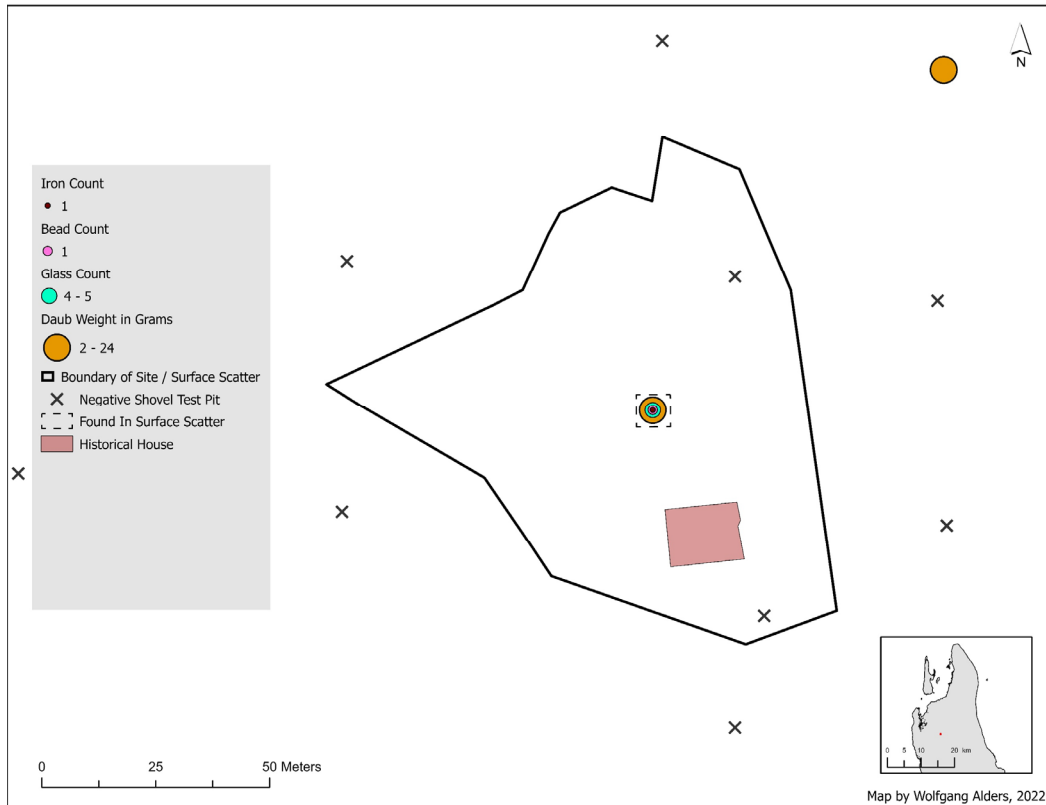 N
Iron Count
1
Bead Count
1
Glass Count
4 - 5
Daub Weight in Grams
2 - 24
Boundary of Site / Surface Scatter
Negative Shovel Test Pit
Found In Surface Scatter
Historical House
0 25 50 Meters
0 5 10 20 km
Map by Wolfgang Alders, 2022